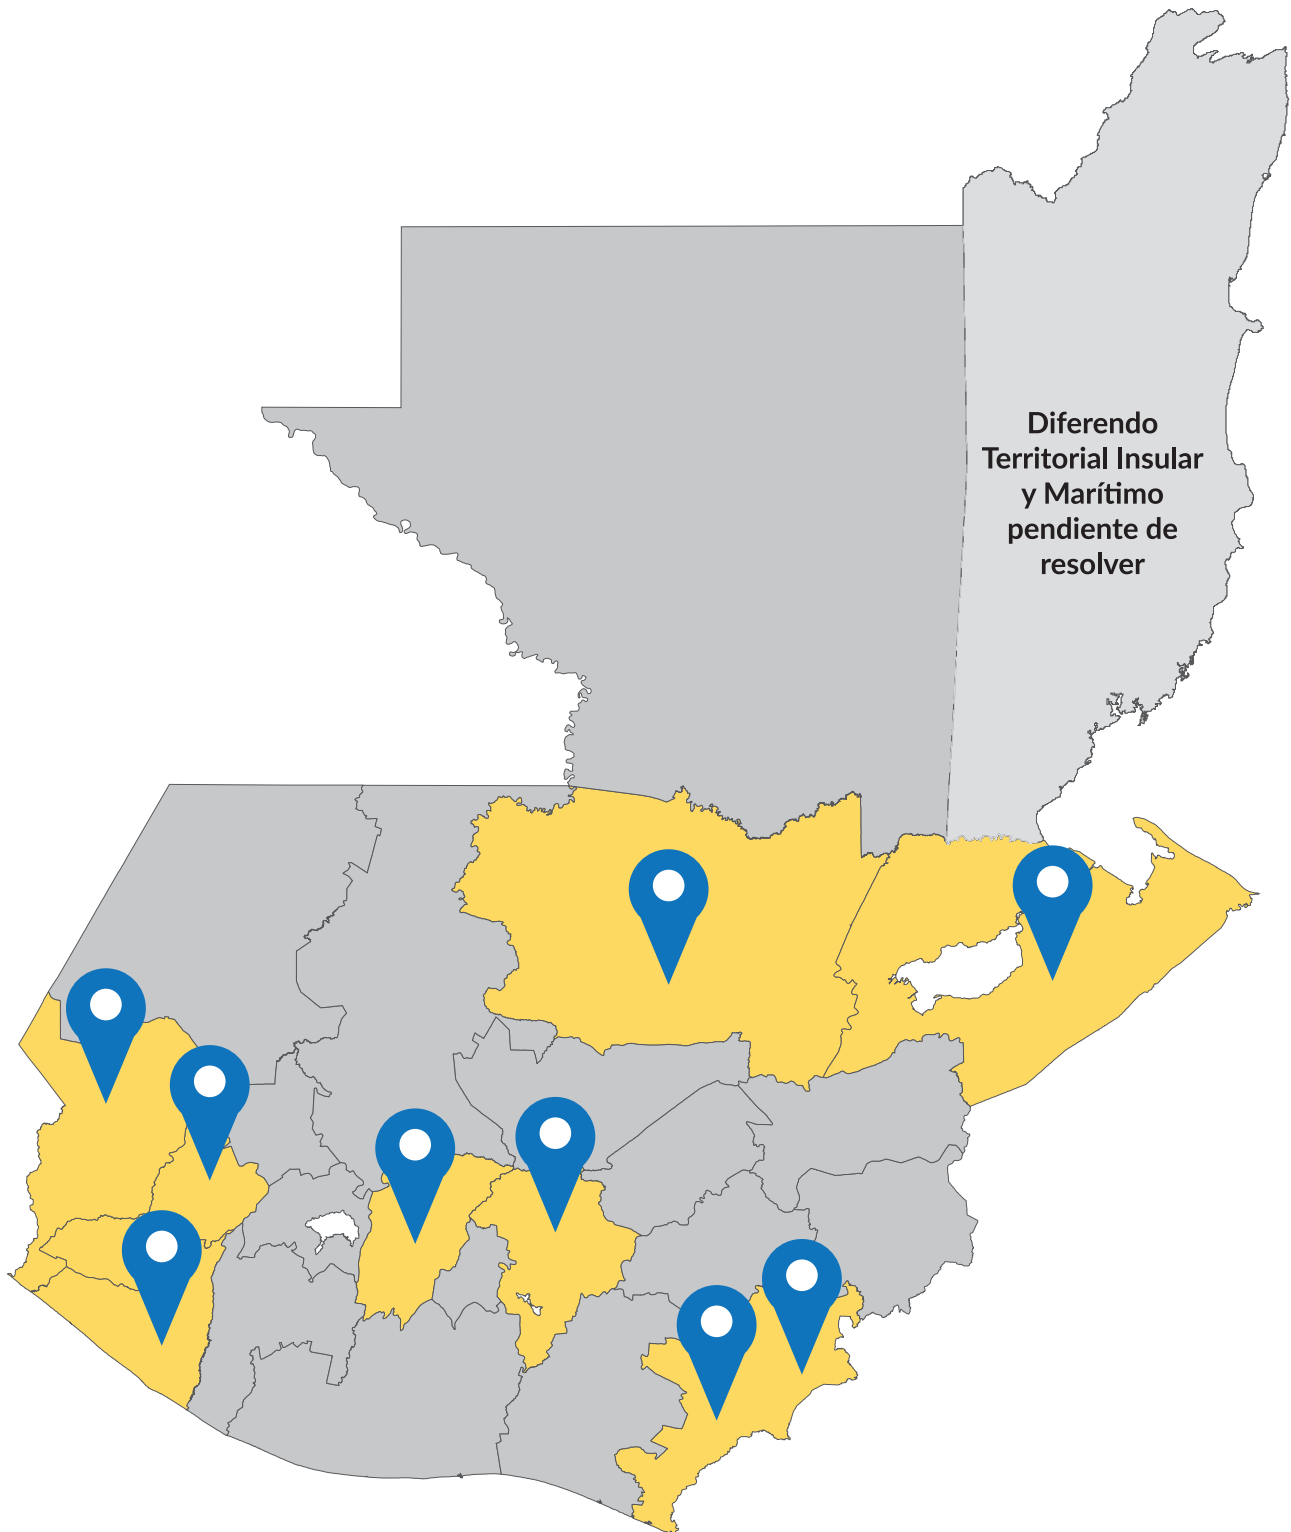 Diferendo
Territorial Insular
y Marítimo
pendiente de
resolver